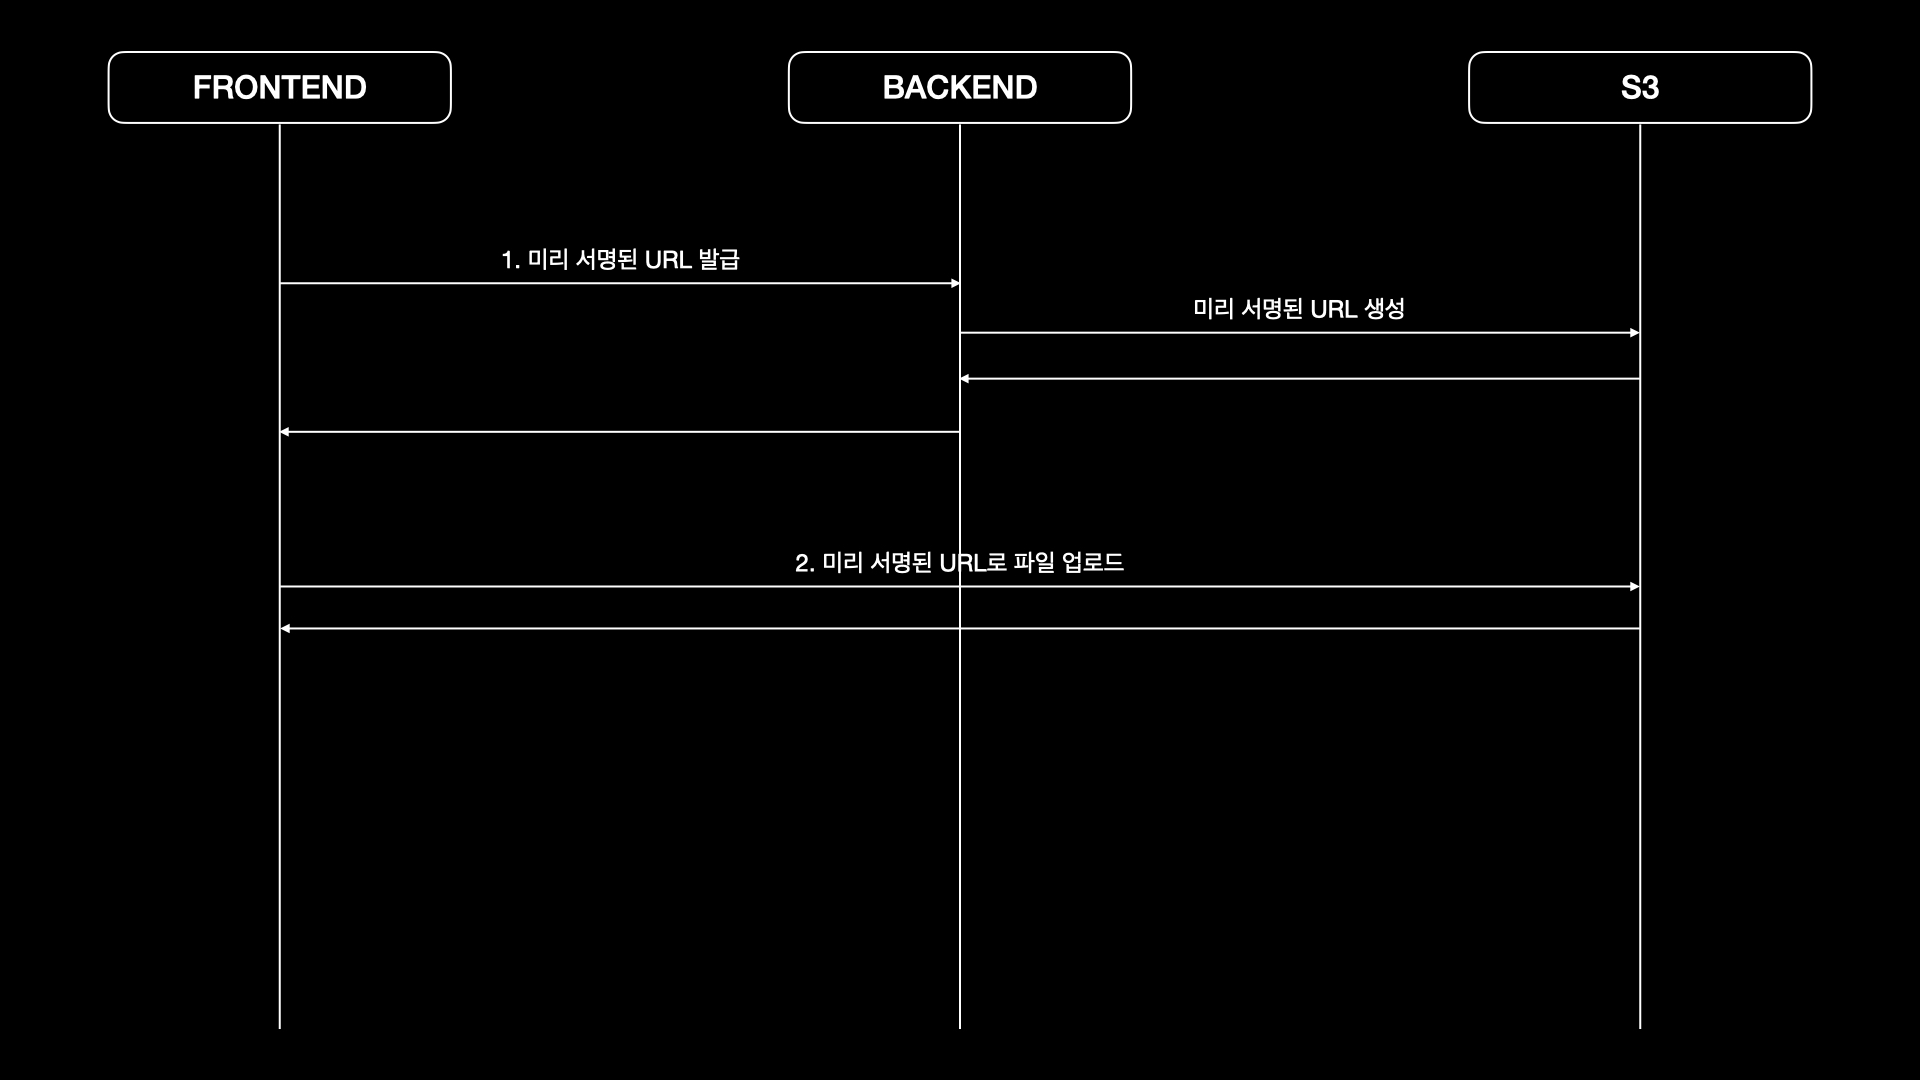 FRONTEND
BACKEND
S3
1. 미리 서명된 URL 발급
미리 서명된 URL 생성
2. 미리 서명된 URL로 파일 업로드